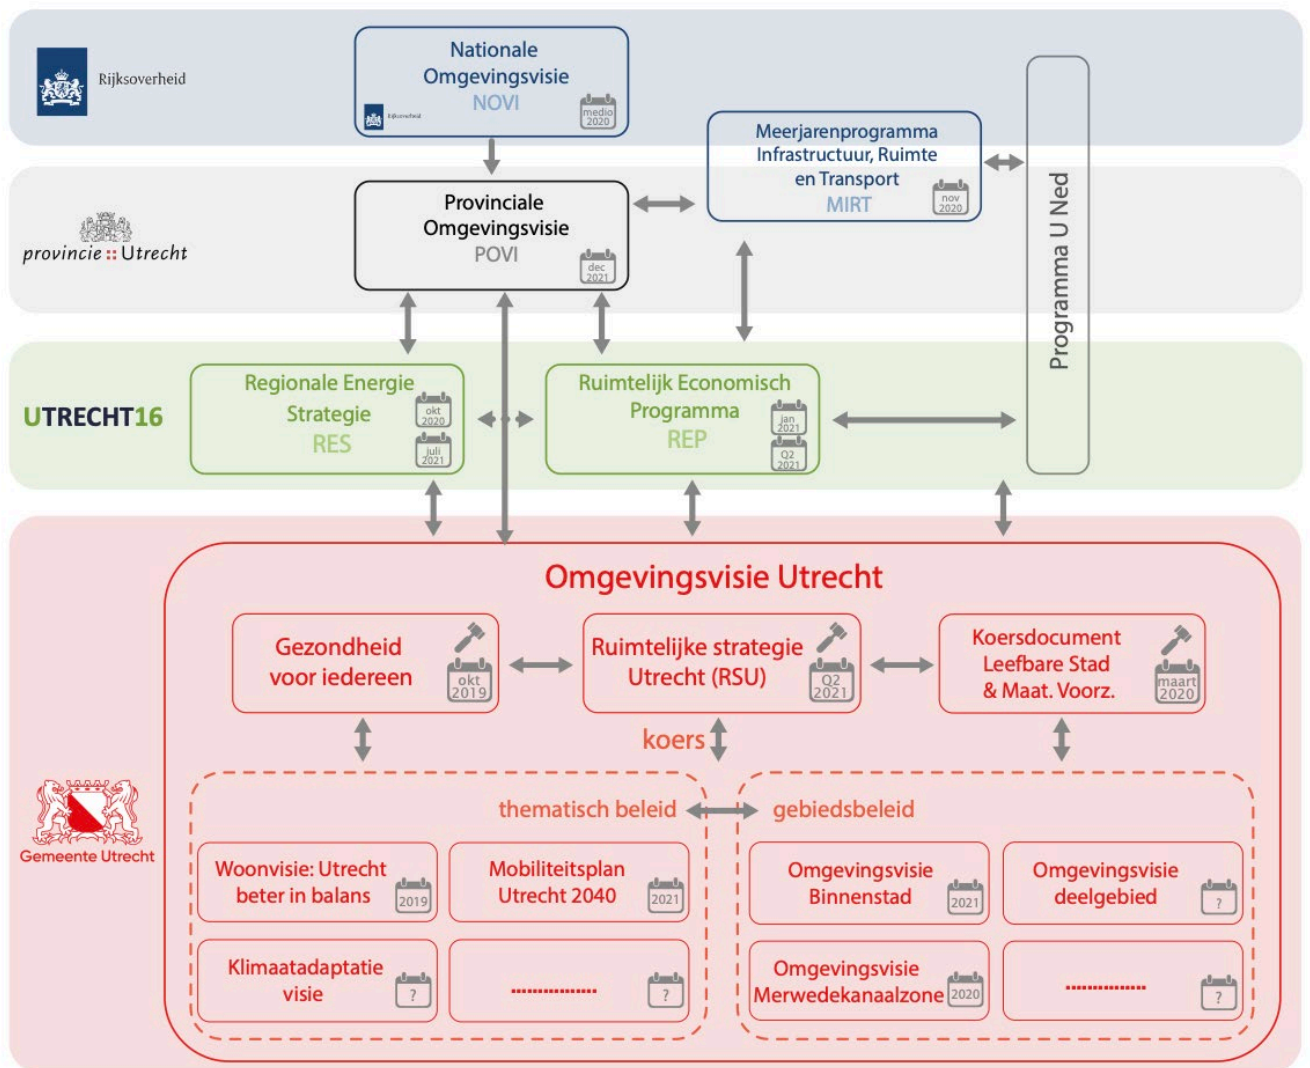 Rijksoverheid
Nationale
Omgevingsvisie
NOVI
Rijksoverheid
medio
2020
Meerjarenprogramma
Infrastructuur, Ruimte
en Transport
MIRT
nov
2020
Programma U Ned
provincie :: Utrecht
Provinciale
Omgevingsvisie
POVI
dec
2021
UTRECHT16
Regionale Energie
Strategie
RES
okt
2020
juli
2021
Ruimtelijk Economisch
Programma
REP
jan
2021
Q2
2021
Omgevingsvisie Utrecht
Gezondheid
voor iedereen
okt
2019
Ruimtelijke strategie
Utrecht (RSU)
Q2
2021
Koersdocument
Leefbare Stad
& Maat. Voorz.
maart
2020
koers
Gemeente Utrecht
thematisch beleid
gebiedsbeleid
Woonvisie: Utrecht
beter in balans
2019
Mobiliteitsplan
Utrecht 2040
2021
Omgevingsvisie
Binnenstad
2021
Omgevingsvisie
deelgebied
?
Klimaatadaptatie
visie
?
................
?
Omgevingsvisie
Merwedekanaalzone
2020
...............
?